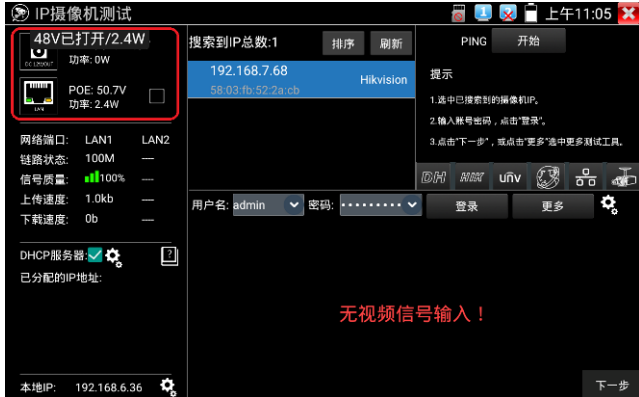 IP摄像机测试
上午11:05
48V已打开/2.4W
DC 12V OUT
功率: 0W
POE: 50.7V
LAN
功率: 2.4W
网络端口: LAN1 LAN2
链路状态: 100M —
信号质量: 100% —
上传速度: 1.0kb —
下载速度: 0b —
DHCP服务器:
?
已分配的IP地址:
本地IP: 192.168.6.36
搜索到IP总数:1 排序 刷新
192.168.7.68
Hikvision
58:03:fb:52:2a:cb
PING 开始
提示
1.选中已搜索到的摄像机IP。
2.输入账号密码，点击"登录"。
3.点击"下一步"，或点击"更多"选中更多测试工具。
DH HIK uñv
用户名: admin 密码: ••••••••• 登录 更多
无视频信号输入！
下一步